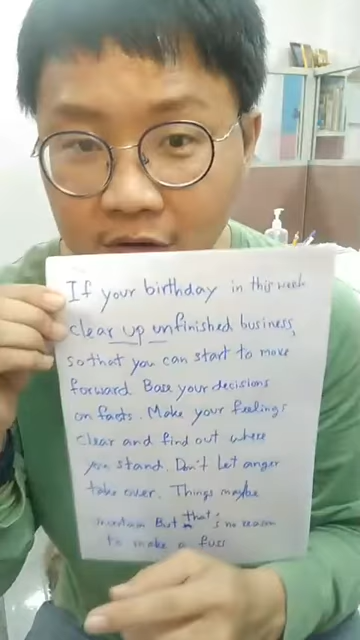 If your birthday in this week
clear up unfinished business,
so that you can start to move
forward. Base your decisions
on facts. Make your feelings
clear and find out where
you stand. Don't Let anger
take over. Things maybe
uncertain But that's no reason
to make a fuss